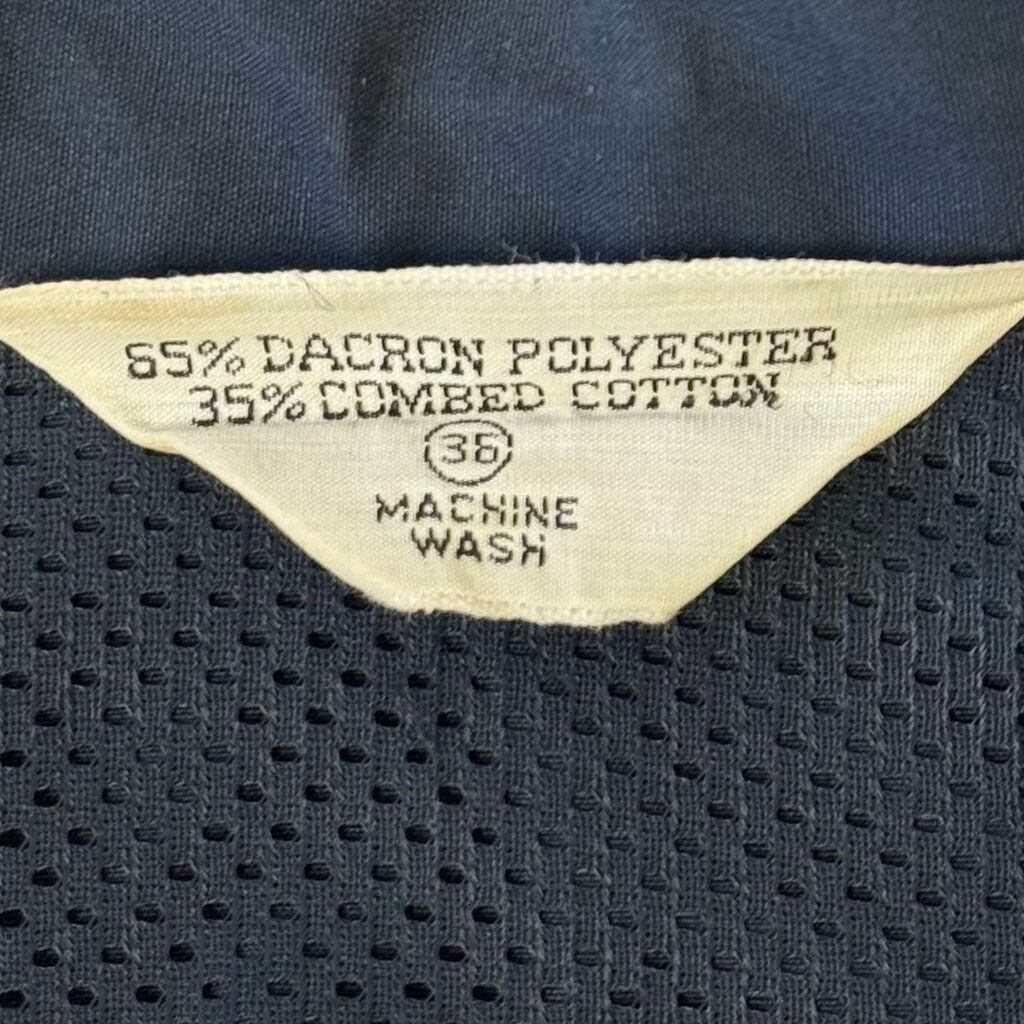 65% DACRON POLYESTER
35% COMBED COTTON
36
MACHINE
WASH